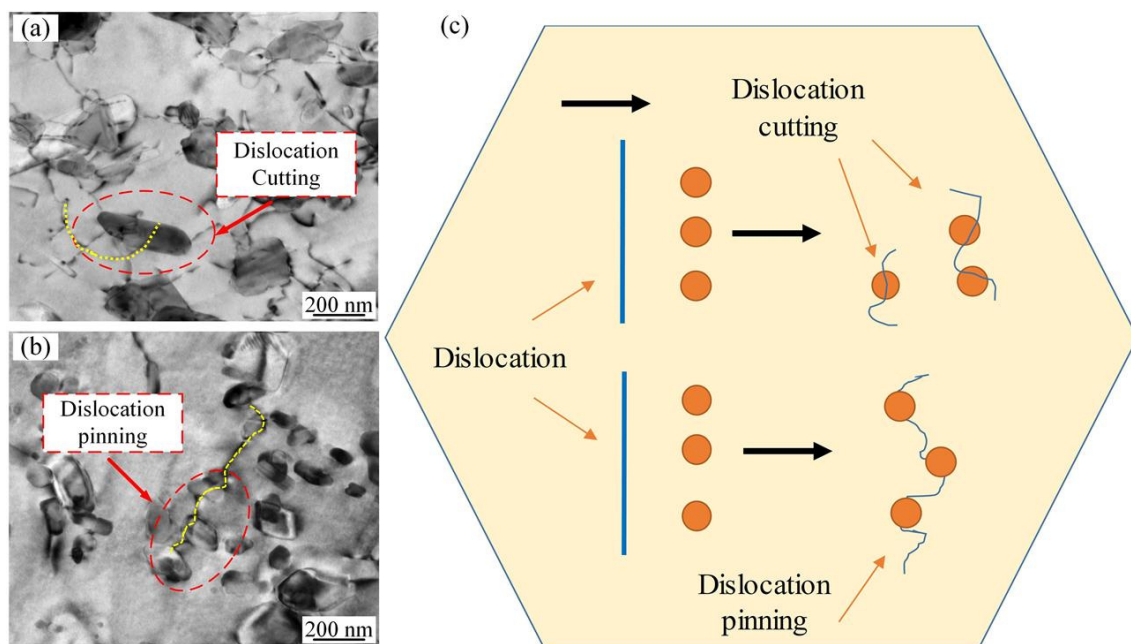 (a)
Dislocation
Cutting
200 nm
(b)
Dislocation
pinning
200 nm
(c)
Dislocation
cutting
Dislocation
Dislocation
pinning